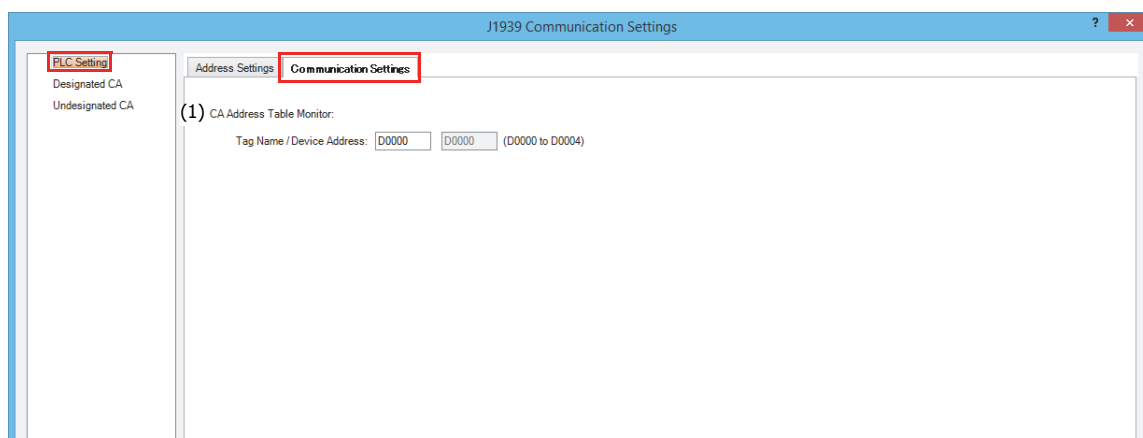 J1939 Communication Settings
? ×
PLC Setting
Designated CA
Undesignated CA
Address Settings Communication Settings
(1) CA Address Table Monitor:
Tag Name / Device Address: D0000 D0000 (D0000 to D0004)